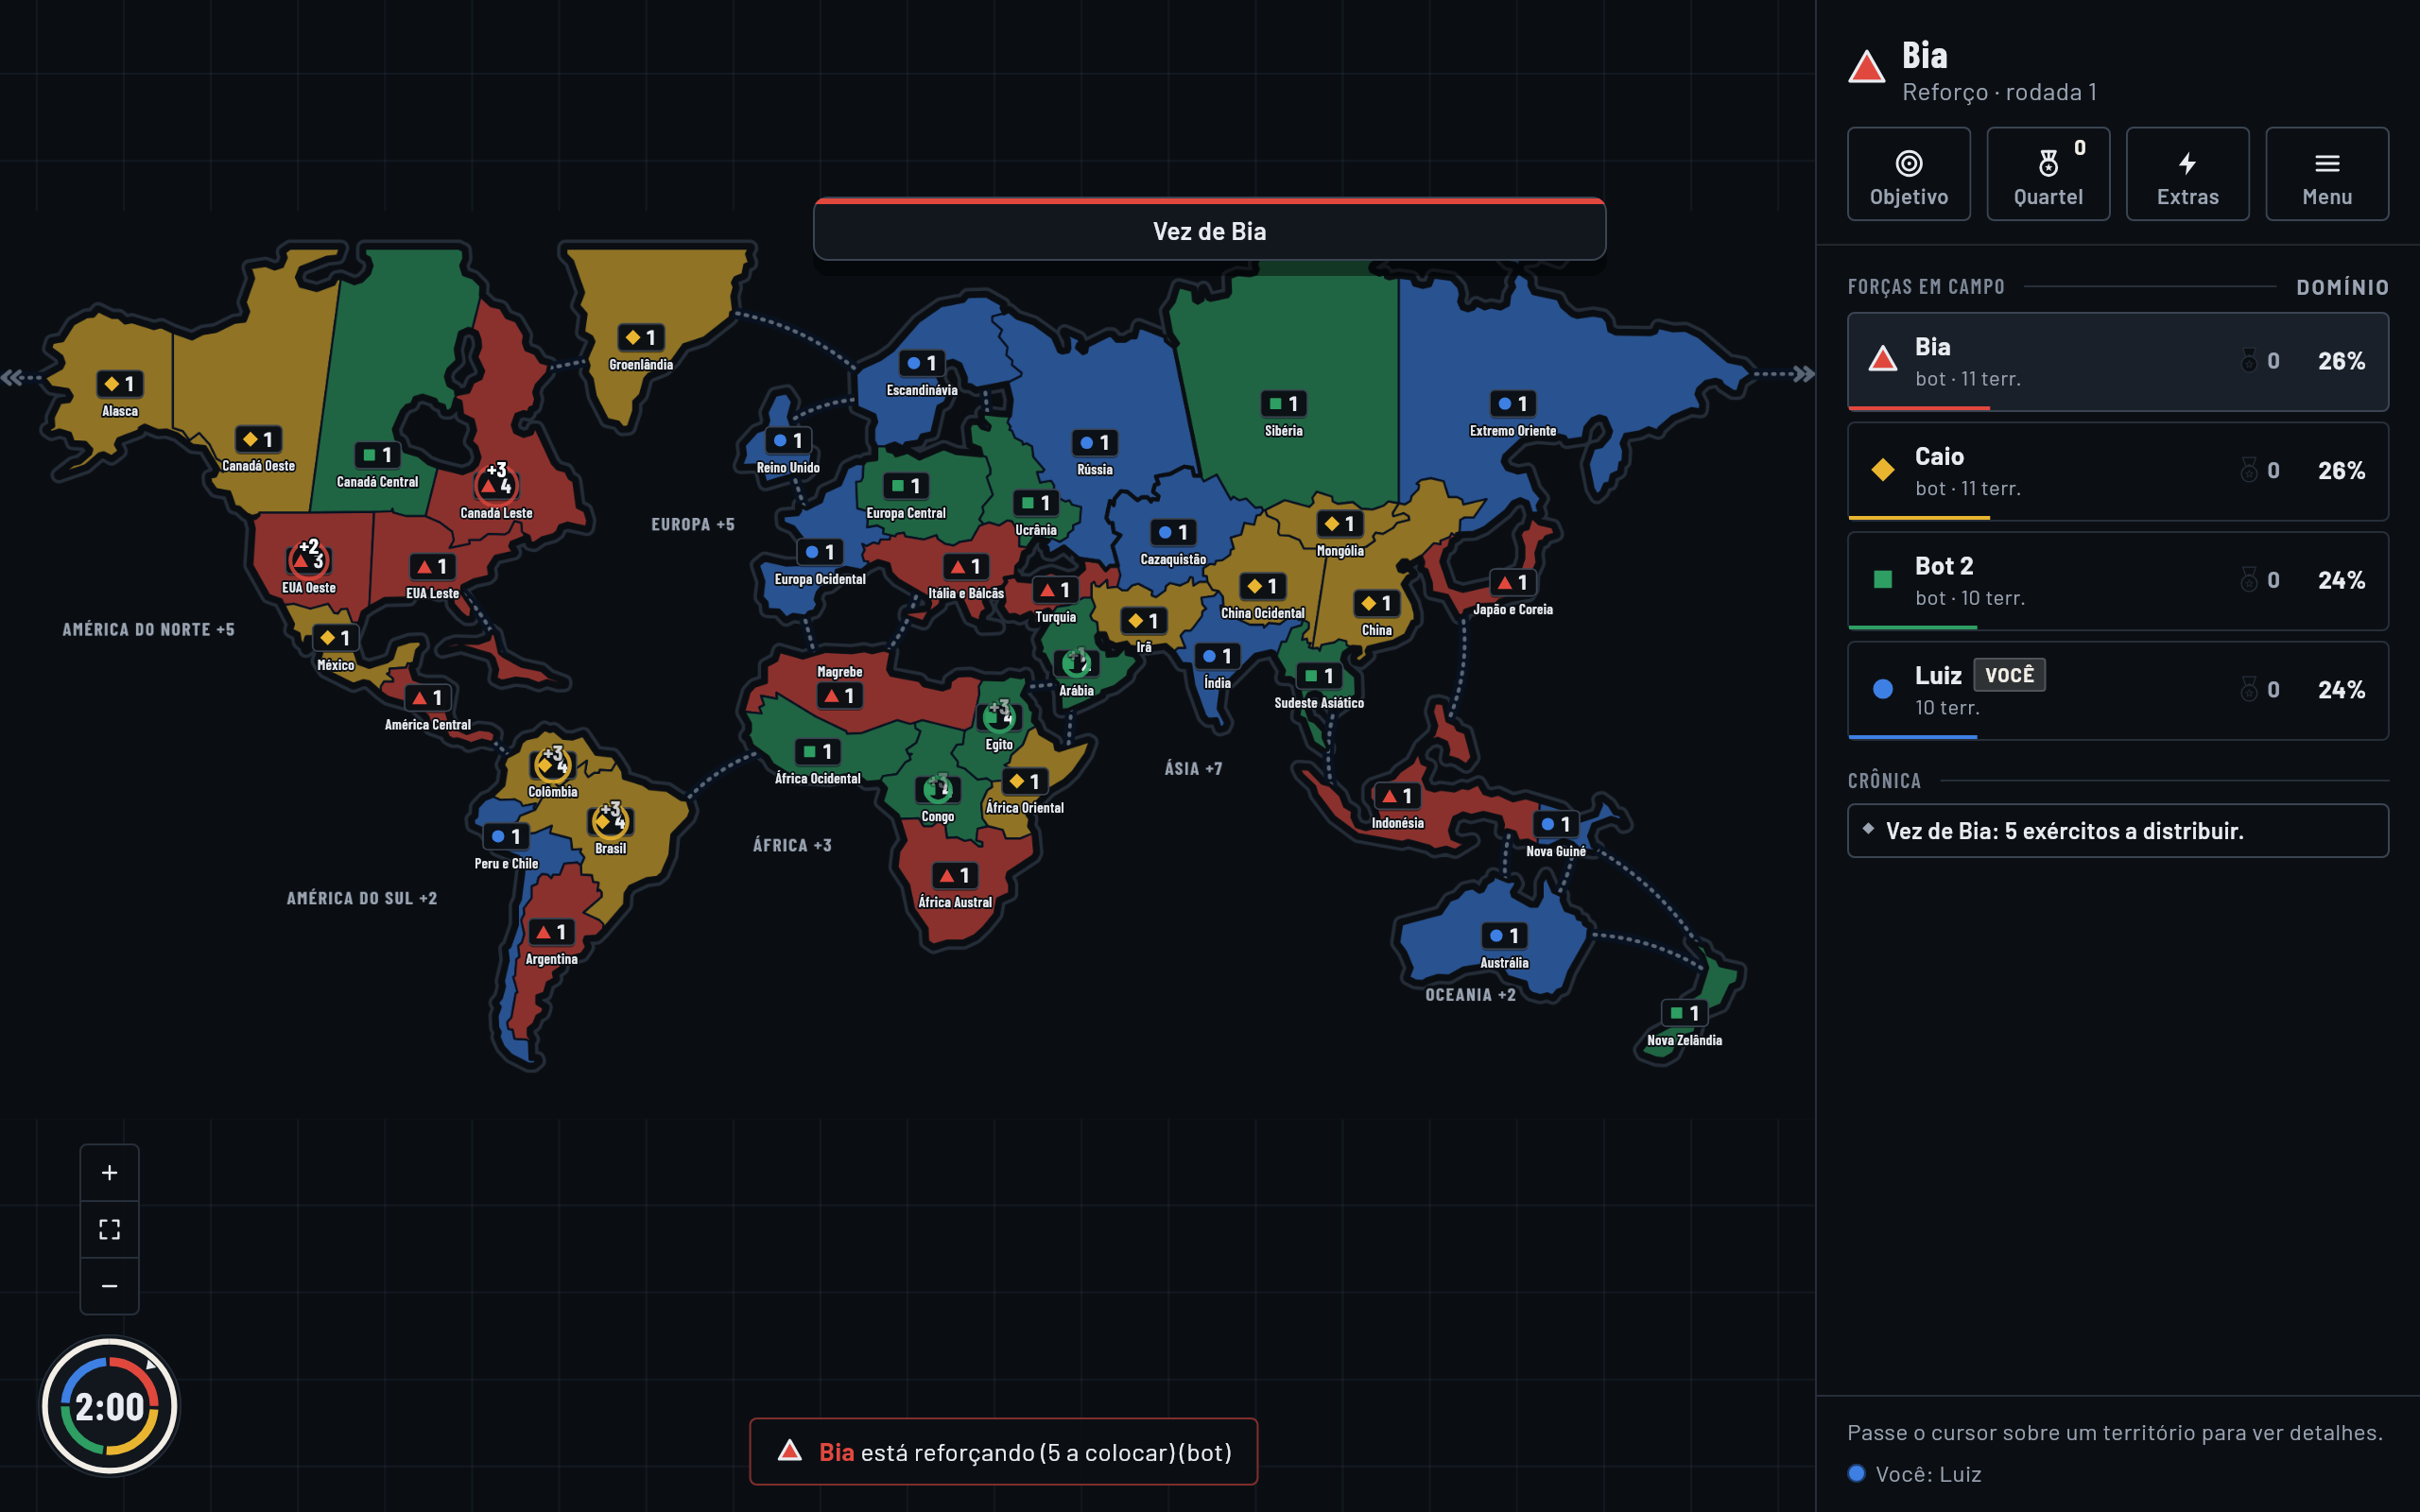 Bia
Reforço · rodada 1
Objetivo
0
Quartel
Extras
Menu
Vez de Bia
FORÇAS EM CAMPO
DOMÍNIO
Bia
bot · 11 terr.
0
26%
Caio
bot · 11 terr.
0
26%
Bot 2
bot · 10 terr.
0
24%
Luiz
VOCÊ
10 terr.
0
24%
CRÔNICA
Vez de Bia: 5 exércitos a distribuir.
1
Alasca
1
Canadá Oeste
1
Canadá Central
+3
4
Canadá Leste
1
Groenlândia
+2
3
EUA Oeste
1
EUA Leste
1
México
1
América Central
AMÉRICA DO NORTE +5
+3
4
Colômbia
+3
4
Brasil
1
Peru e Chile
1
Argentina
AMÉRICA DO SUL +2
1
Escandinávia
1
Reino Unido
1
Europa Central
1
Ucrânia
1
Rússia
1
Europa Ocidental
1
Itália e Bálcãs
EUROPA +5
Magrebe
1
1
África Ocidental
+3
4
Egito
+3
4
Congo
1
África Oriental
1
África Austral
ÁFRICA +3
1
Sibéria
1
Extremo Oriente
1
Cazaquistão
1
Mongólia
1
China Ocidental
1
China
1
Japão e Coreia
1
Turquia
+1
2
Arábia
1
Irã
1
Índia
1
Sudeste Asiático
ÁSIA +7
1
Indonésia
1
Nova Guiné
1
Austrália
1
Nova Zelândia
OCEANIA +2
+
−
2:00
Bia está reforçando (5 a colocar) (bot)
Passe o cursor sobre um território para ver detalhes.
Você: Luiz